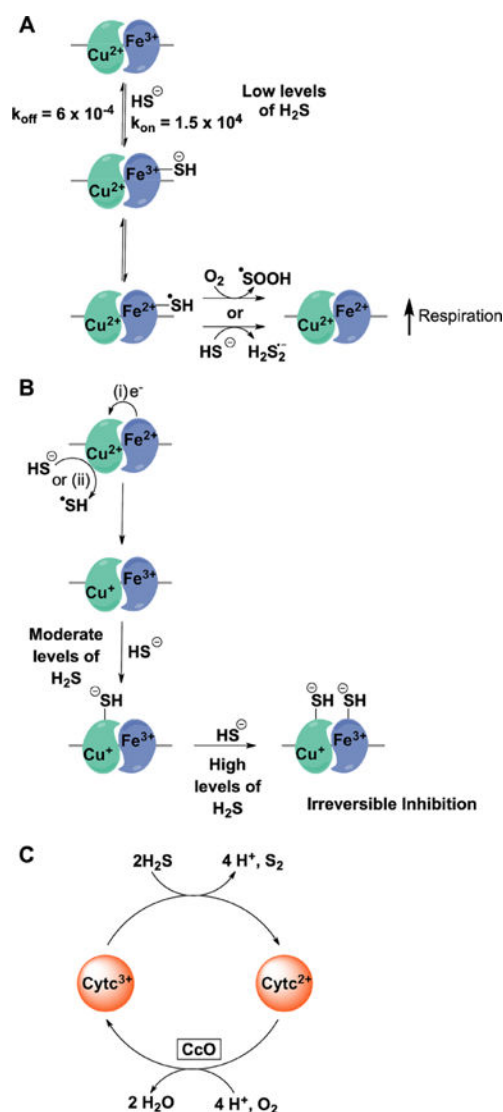 A
Cu2+ Fe3+
HS⊖
Low levels
of H2S
koff = 6 x 10-4
kon = 1.5 x 104
⊖
Cu2+ Fe3+ SH
Cu2+ Fe2+ •SH
O2 •SOOH
or
HS⊖ H2S2•-
Cu2+ Fe2+
Respiration
B
(i)e-
Cu2+ Fe2+
HS⊖
or (ii)
•SH
Cu+ Fe3+
Moderate
levels of
H2S
HS⊖
⊖
SH
Cu+ Fe3+
HS⊖
High
levels of
H2S
⊖ ⊖
SH SH
Cu+ Fe3+
Irreversible Inhibition
C
2H2S 4 H+, S2
Cytc3+ Cytc2+
CcO
2 H2O 4 H+, O2